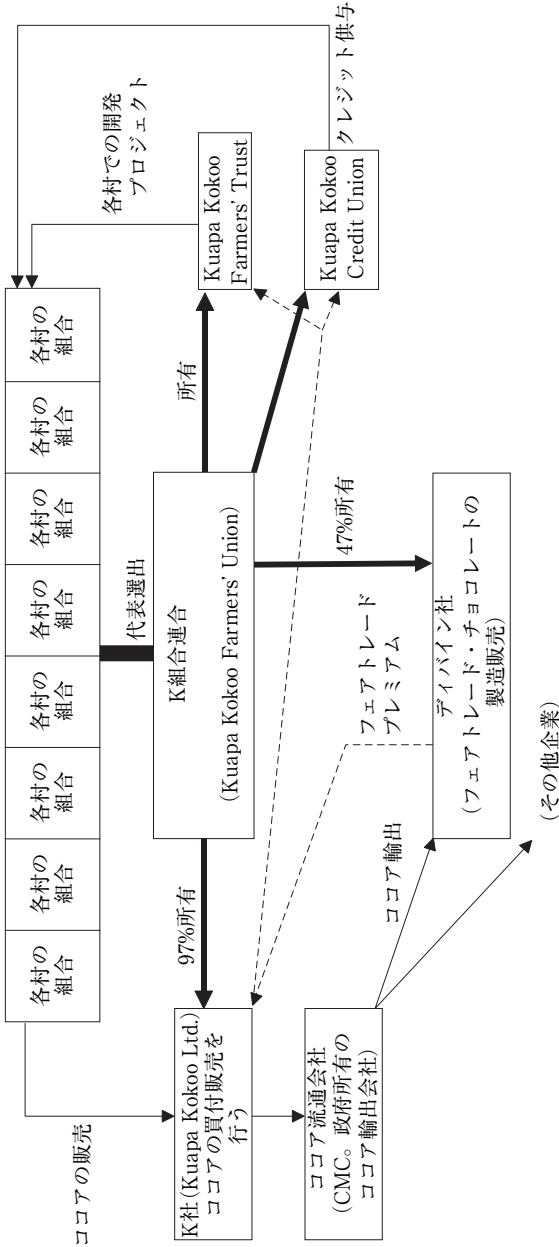 各村の
組合
各村の
組合
各村の
組合
各村の
組合
各村の
組合
各村の
組合
各村の
組合
各村の
組合
ココアの販売
代表選出
各村での開発
プロジェクト
クレジット供与
K社 (Kuapa Kokoo Ltd.)
ココアの買付販売を
行う
97%所有
K組合連合
(Kuapa Kokoo Farmers' Union)
所有
Kuapa Kokoo
Farmers' Trust
Kuapa Kokoo
Credit Union
47%所有
フェアトレード
プレミアム
ココア流通会社
(CMC。政府所有の
ココア輸出会社)
ココア輸出
ディバイン社
(フェアトレード・チョコレートの
製造販売)
(その他企業)